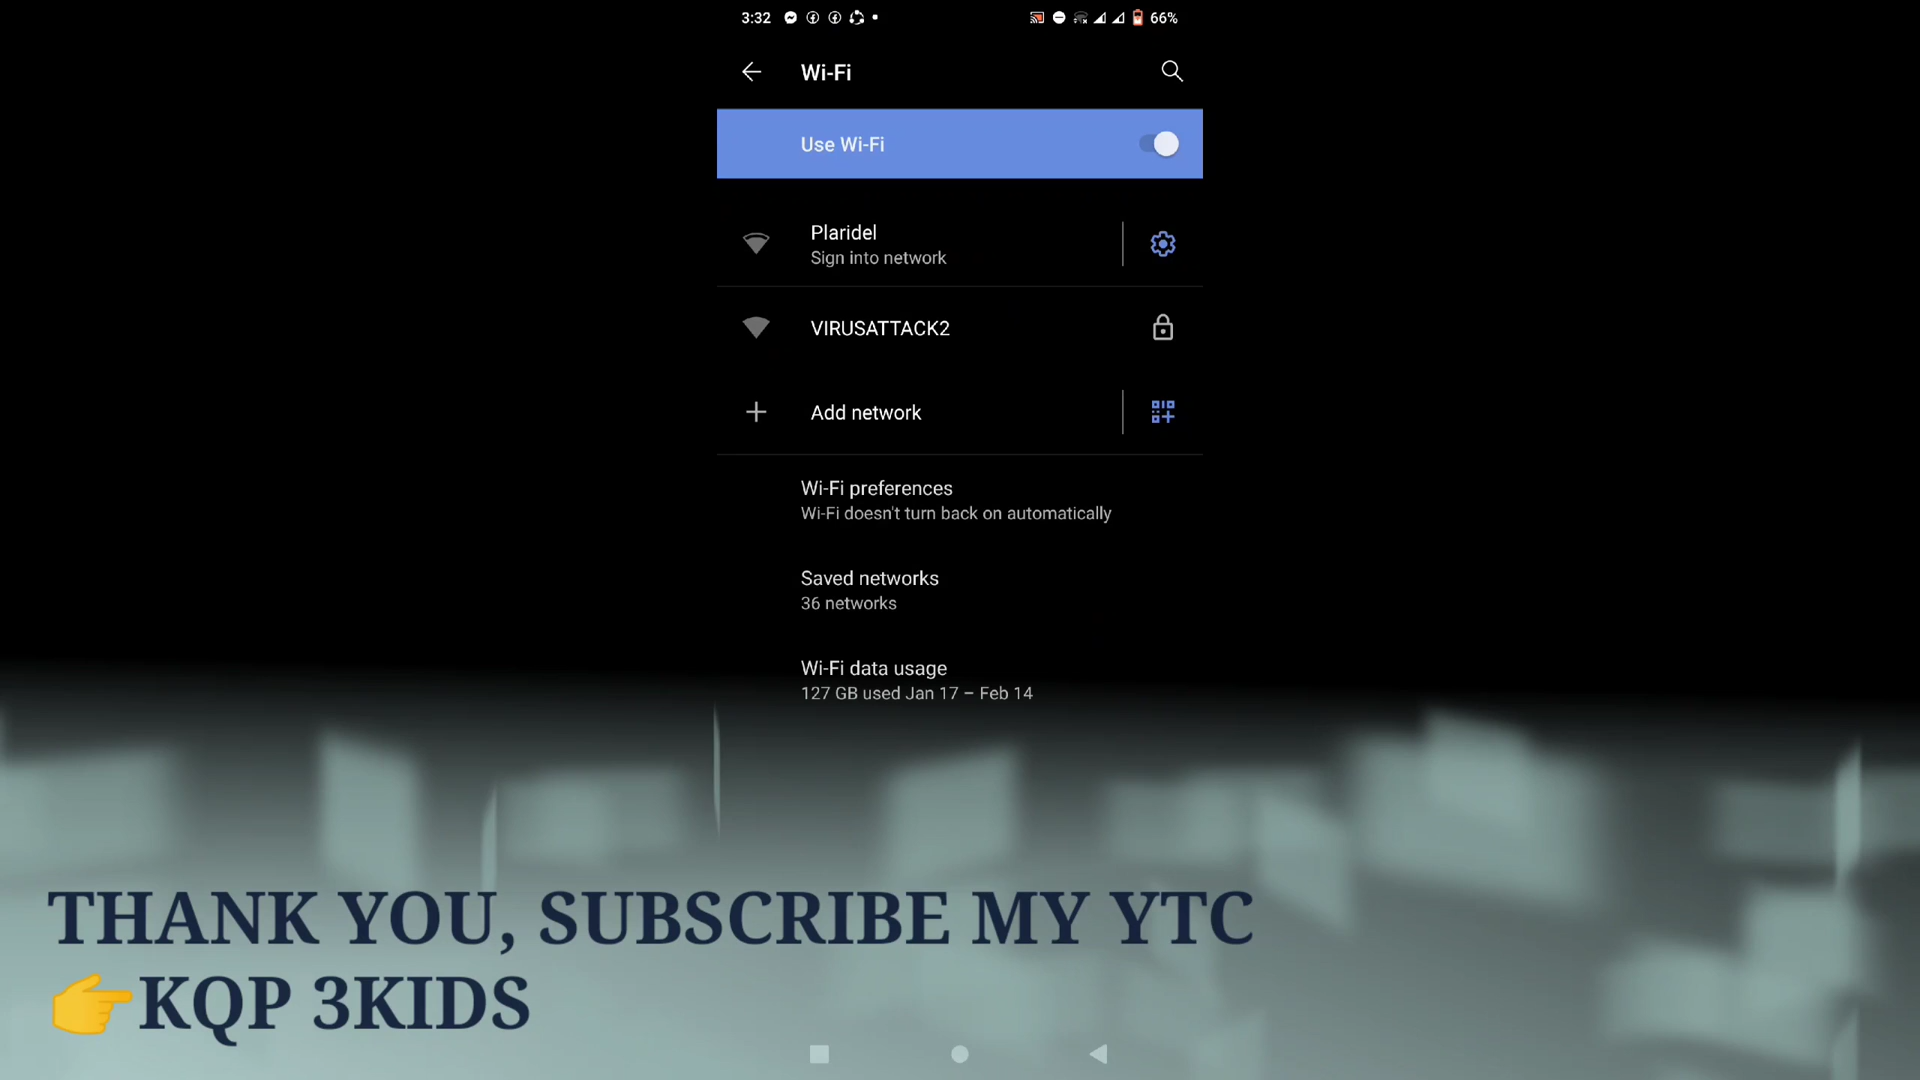 3:32
66%
Wi-Fi
Use Wi-Fi
Plaridel
Sign into network
VIRUSATTACK2
Add network
Wi-Fi preferences
Wi-Fi doesn't turn back on automatically
Saved networks
36 networks
Wi-Fi data usage
127 GB used Jan 17 – Feb 14
THANK YOU, SUBSCRIBE MY YTC
👉KQP 3KIDS